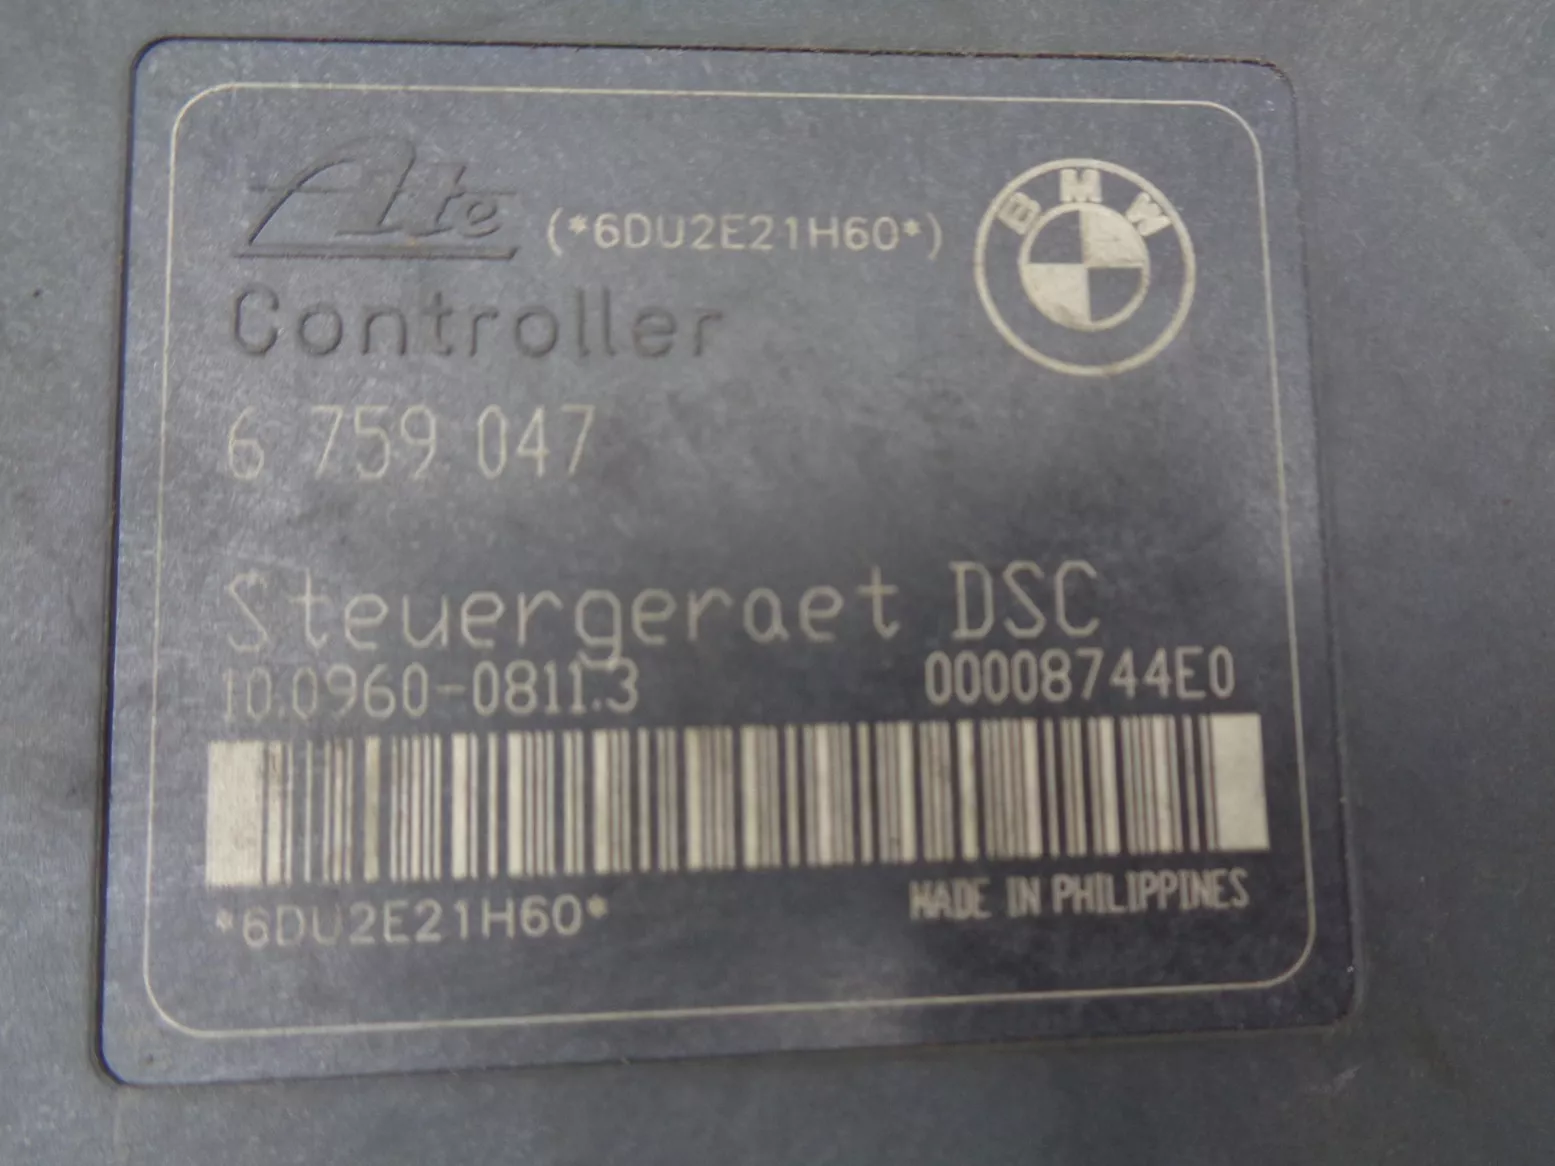 Ate (*6DU2E21H60*)
BMW
Controller
6 759 047
Steuergeraet DSC
10.0960-0811.3 00008744E0
*6DU2E21H60* MADE IN PHILIPPINES